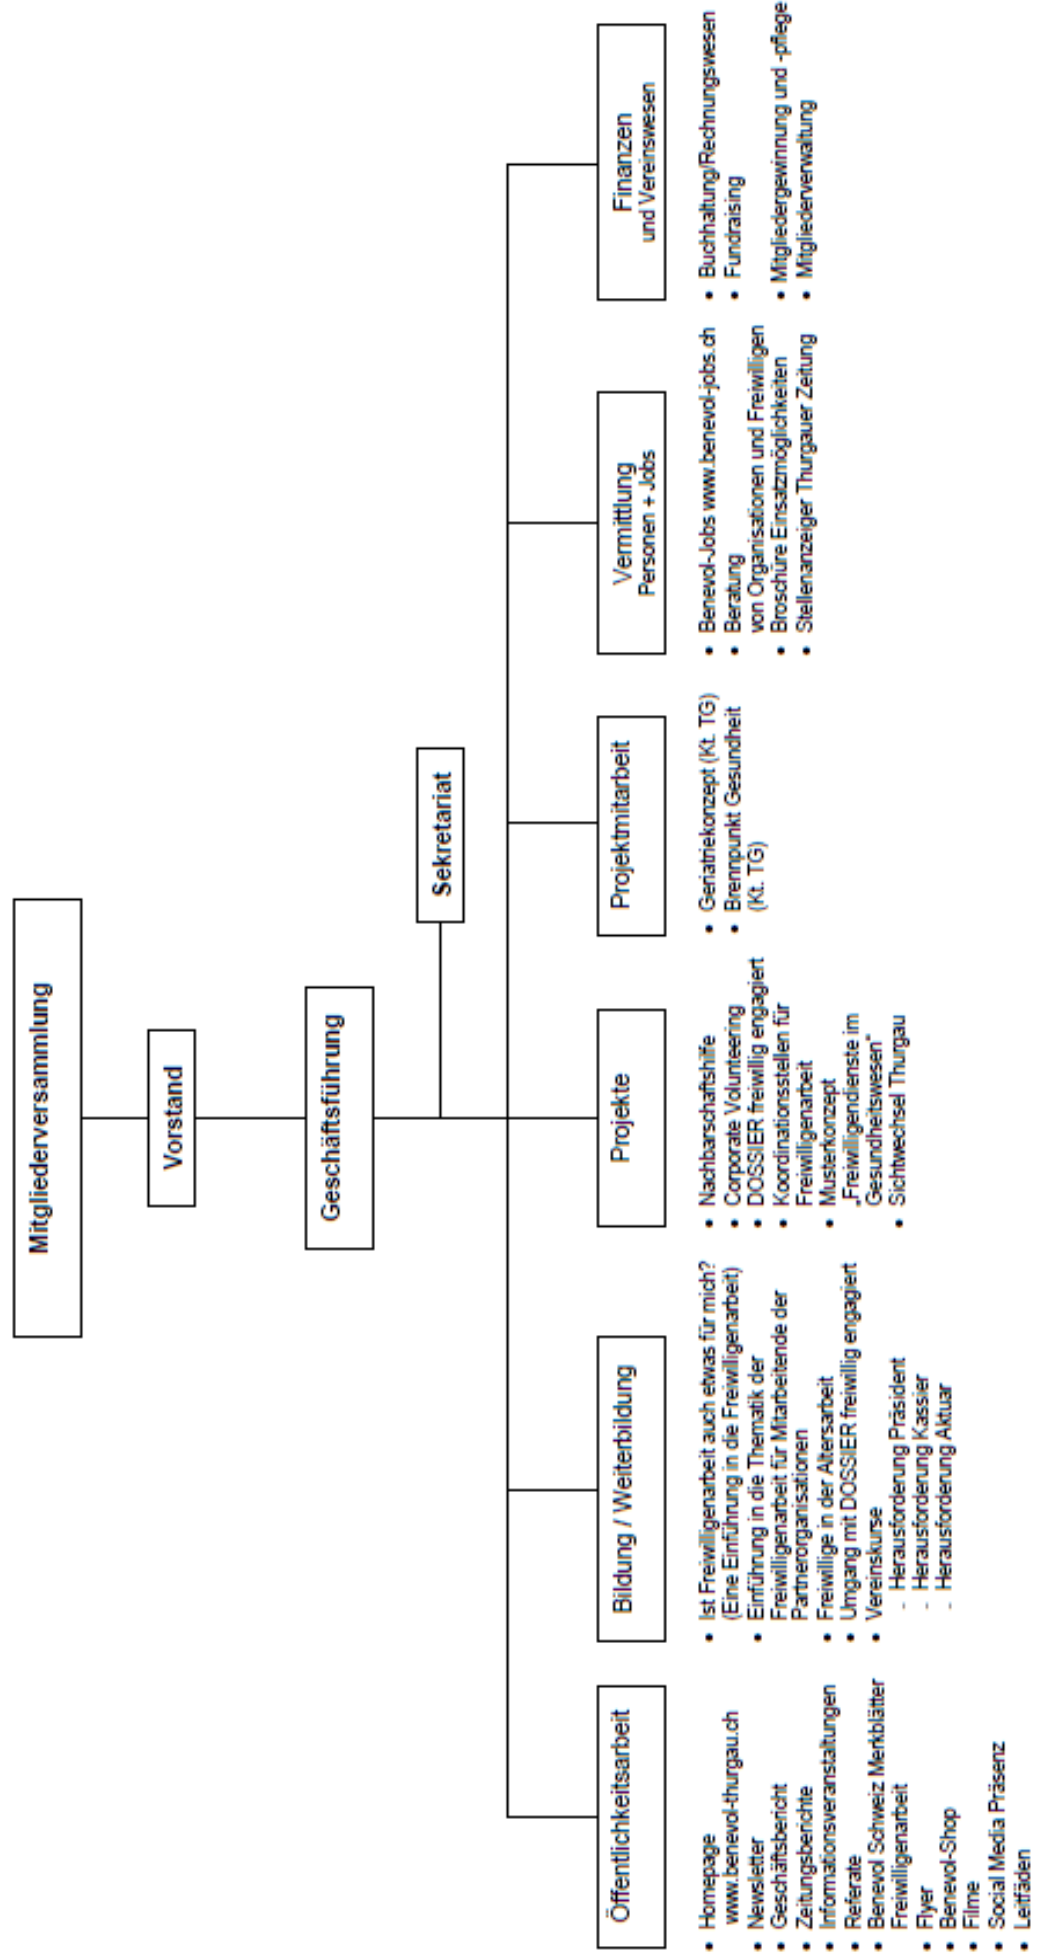 Mitgliederversammlung
Vorstand
Geschäftsführung
Sekretariat
Öffentlichkeitsarbeit
• Homepage
www.benevol-thurgau.ch
• Newsletter
• Geschäftsbericht
• Zeitungsberichte
• Informationsveranstaltungen
• Referate
• Benevol Schweiz Merkblätter
Freiwilligenarbeit
• Flyer
• Benevol-Shop
• Filme
• Social Media Präsenz
• Leitfäden
Bildung / Weiterbildung
• Ist Freiwilligenarbeit auch etwas für mich?
(Eine Einführung in die Freiwilligenarbeit)
• Einführung in die Thematik der
Freiwilligenarbeit für Mitarbeitende der
Partnerorganisationen
• Freiwillige in der Altersarbeit
• Umgang mit DOSSIER freiwillig engagiert
• Vereinskurse
- Herausforderung Präsident
- Herausforderung Kassier
- Herausforderung Aktuar
Projekte
• Nachbarschaftshilfe
• Corporate Volunteering
• DOSSIER freiwillig engagiert
• Koordinationsstellen für
Freiwilligenarbeit
• Musterkonzept
„Freiwilligendienste im
Gesundheitswesen"
• Sichtwechsel Thurgau
Projektmitarbeit
• Geriatriekonzept (Kt. TG)
• Brennpunkt Gesundheit
(Kt. TG)
Vermittlung
Personen + Jobs
• Benevol-Jobs www.benevol-jobs.ch
• Beratung
von Organisationen und Freiwilligen
• Broschüre Einsatzmöglichkeiten
• Stellenanzeiger Thurgauer Zeitung
Finanzen
und Vereinswesen
• Buchhaltung/Rechnungswesen
• Fundraising
• Mitgliedergewinnung und -pflege
• Mitgliederverwaltung